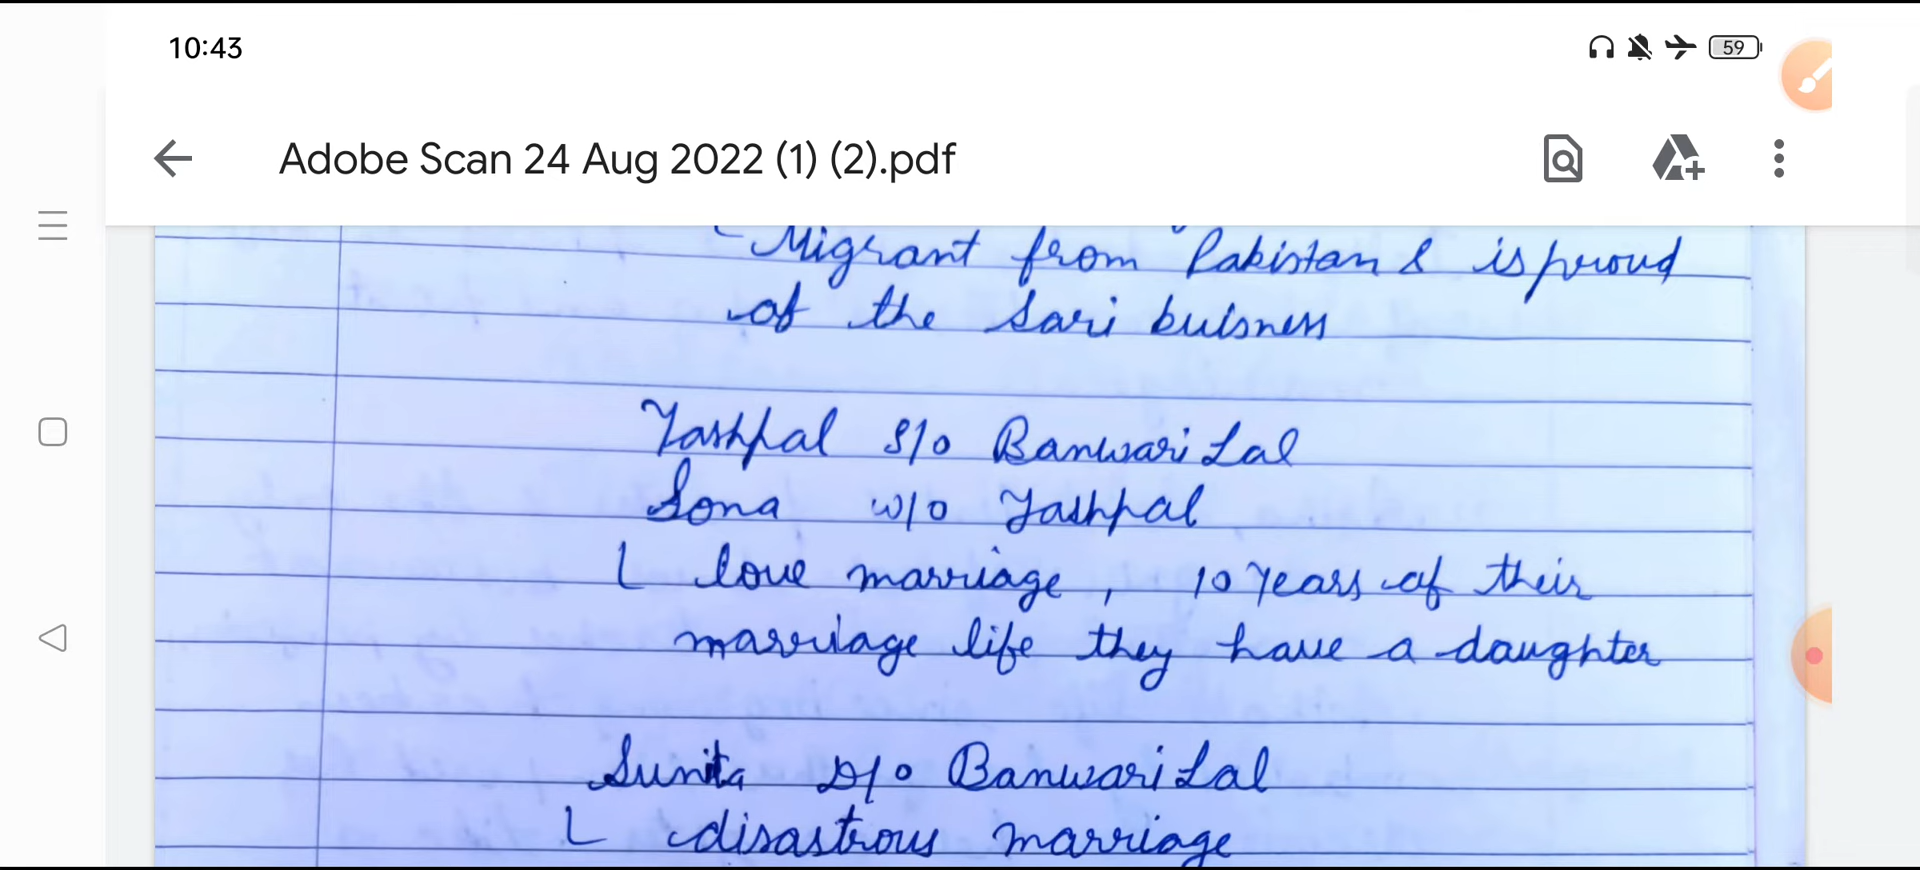 10:43
59
Adobe Scan 24 Aug 2022 (1) (2).pdf
Migrant from Pakistan & is proud
of the Sari buisness
Yashpal S/o Banwari Lal
Sona w/o Yashpal
love marriage, 10 Years of their
marriage life they have a daughter
Sunita D/o Banwari Lal
disastrous marriage